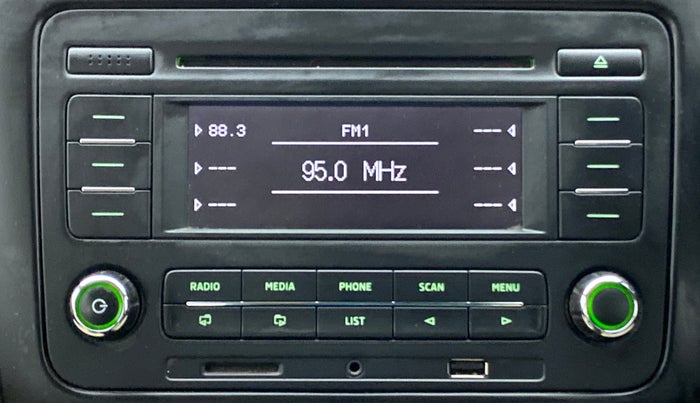 88.3 FM1 ---
--- 95.0 MHz ---
--- ---
RADIO MEDIA PHONE SCAN MENU
LIST